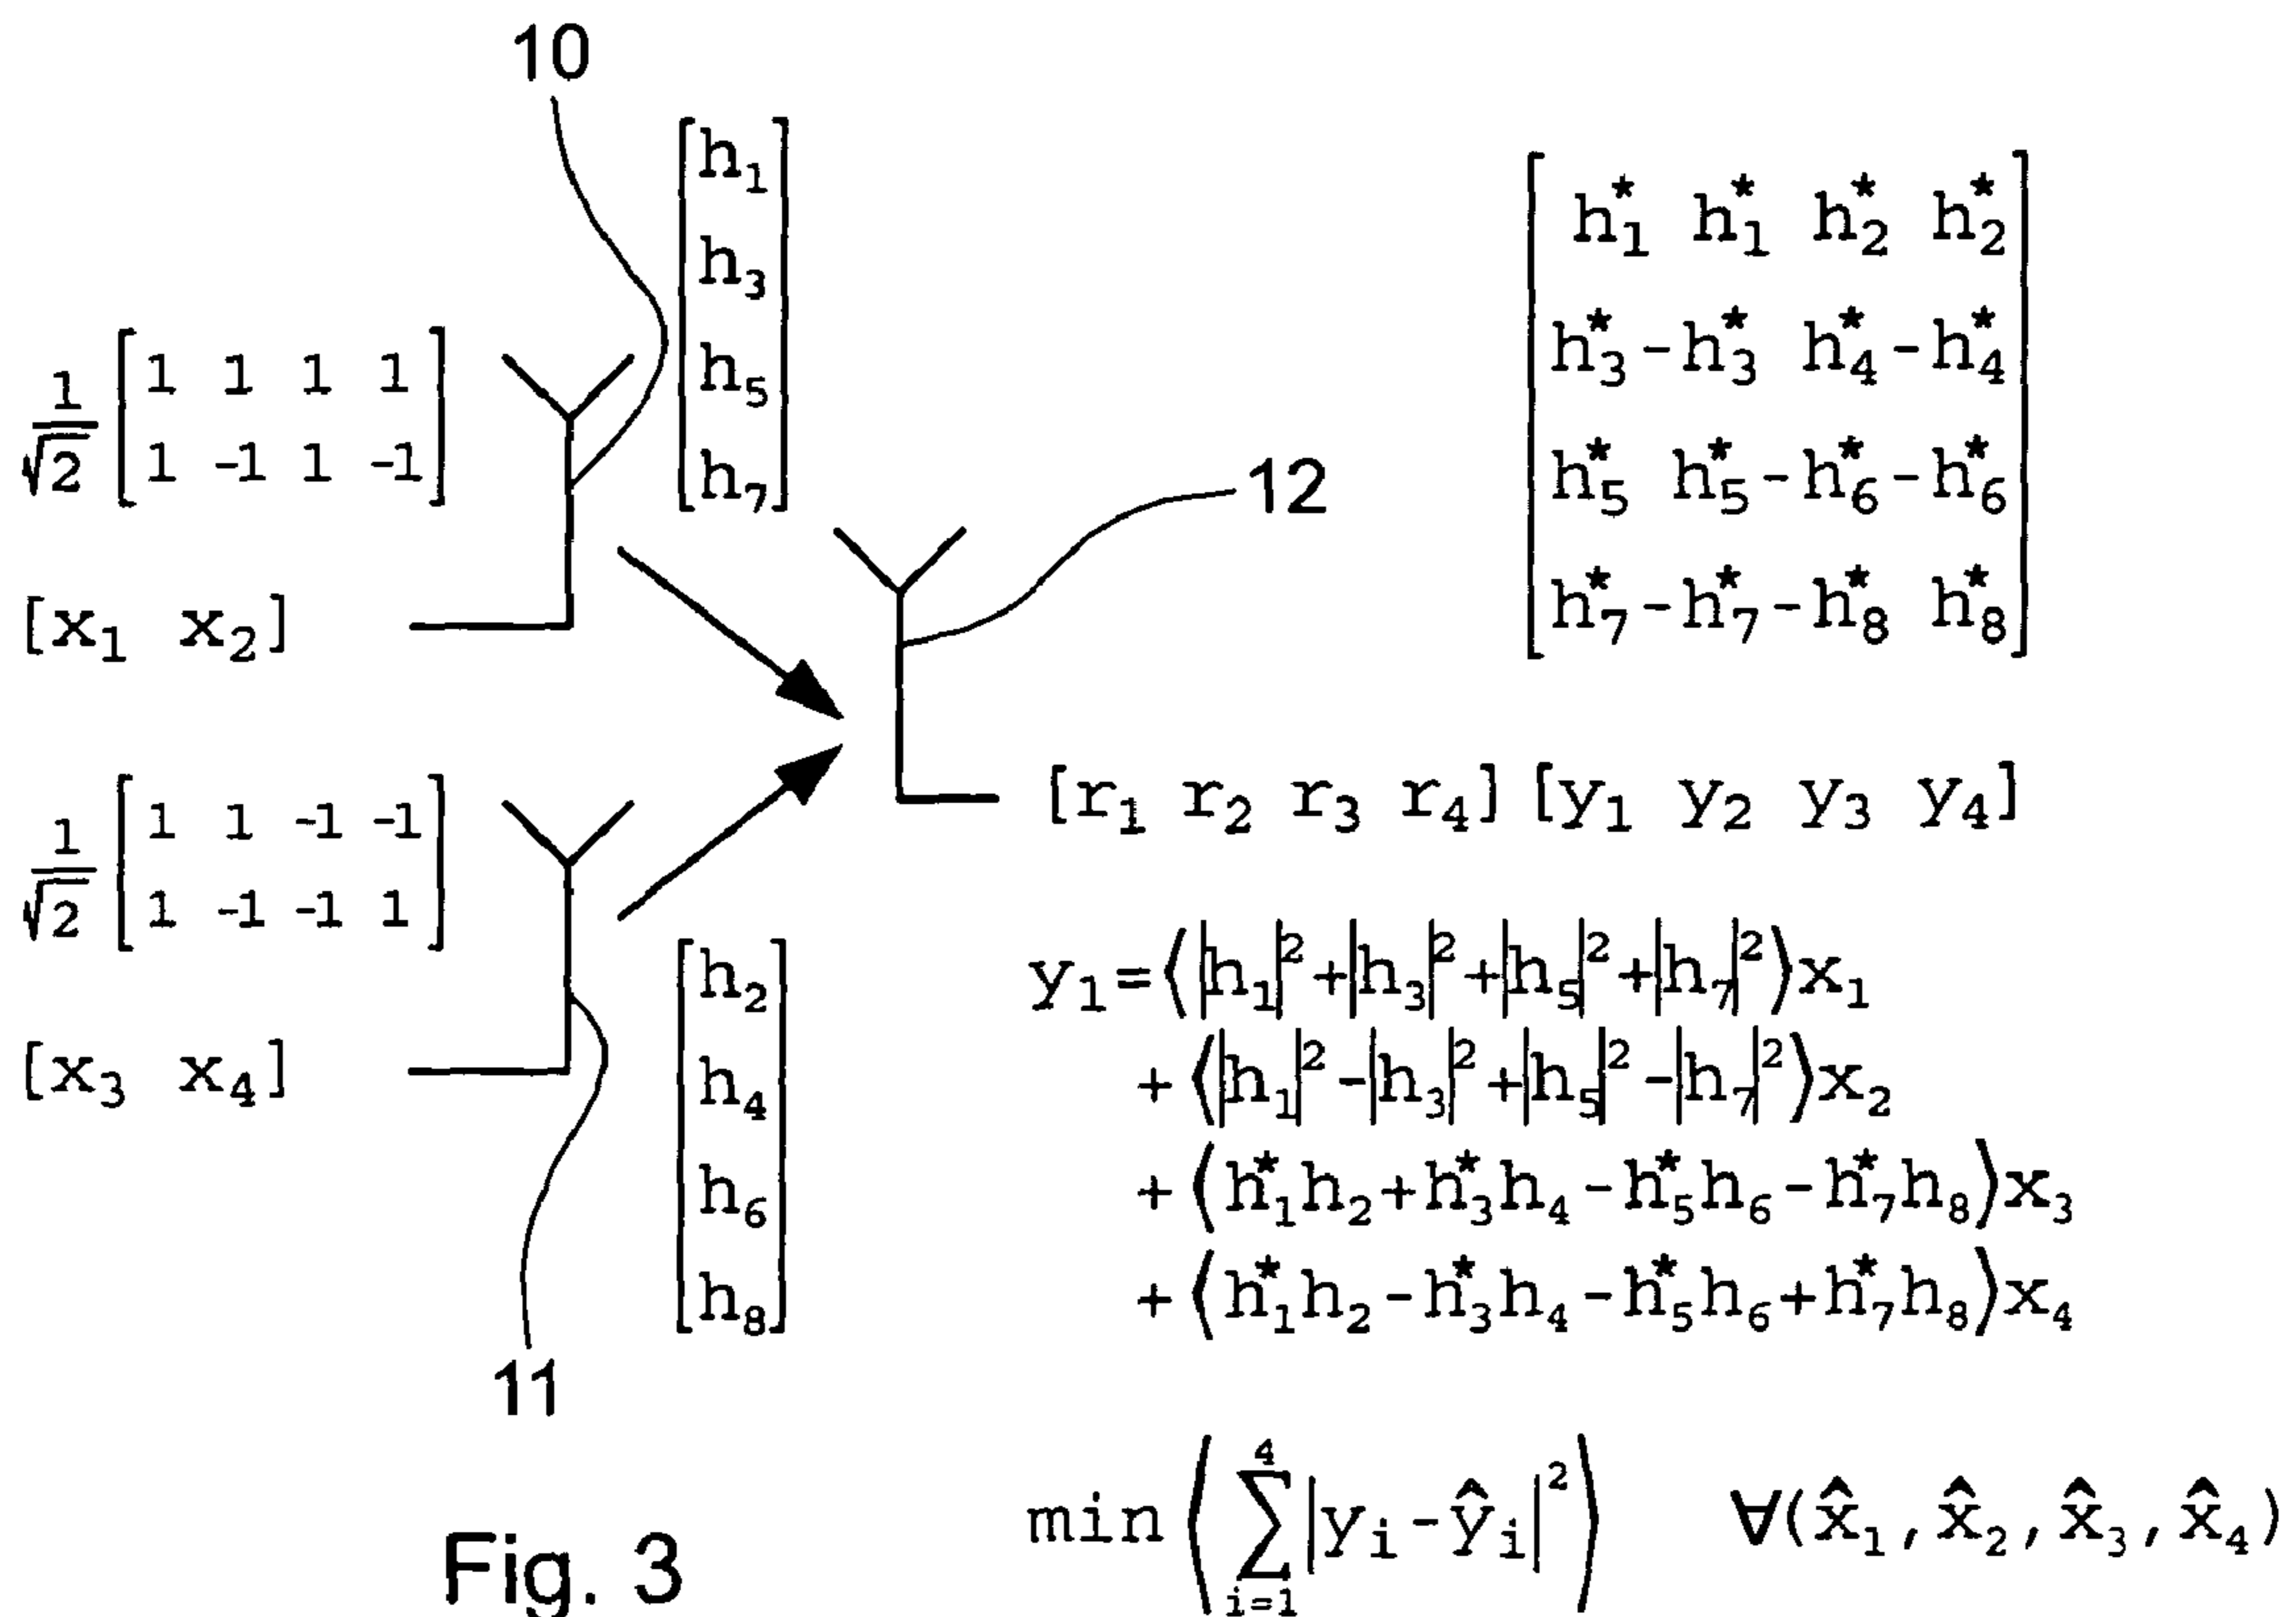 10
[h₁
h₃
h₅
h₇]
1/√2 [1 1 1 1
1 -1 1 -1]
[x₁ x₂]
12
[h₁* h₁* h₂* h₂*
h₃* -h₃* h₄* -h₄*
h₅* h₅* -h₆* -h₆*
h₇* -h₇* -h₈* h₈*]
1/√2 [1 1 -1 -1
1 -1 -1 1]
[x₃ x₄]
[h₂
h₄
h₆
h₈]
11
[r₁ r₂ r₃ r₄] [y₁ y₂ y₃ y₄]
y₁=⟨|h₁|²+|h₃|²+|h₅|²+|h₇|²⟩x₁
+⟨|h₁|²-|h₃|²+|h₅|²-|h₇|²⟩x₂
+⟨h₁*h₂+h₃*h₄-h₅*h₆-h₇*h₈⟩x₃
+⟨h₁*h₂-h₃*h₄-h₅*h₆+h₇*h₈⟩x₄
min⟨∑ᵢ₌₁⁴|yᵢ-ŷᵢ|²⟩ ∀(x̂₁,x̂₂,x̂₃,x̂₄)
Fig. 3